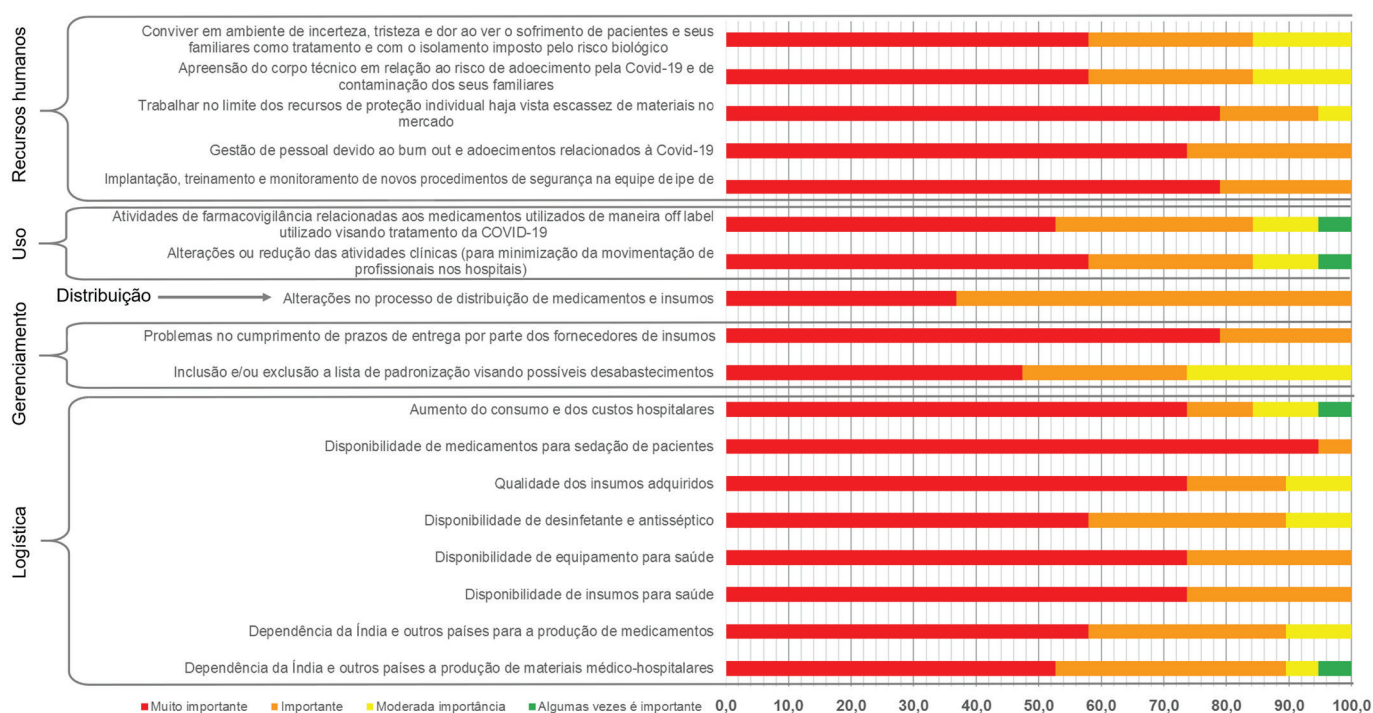 Recursos humanos
Conviver em ambiente de incerteza, tristeza e dor ao ver o sofrimento de pacientes e seus
familiares como tratamento e com o isolamento imposto pelo risco biológico
Apreensão do corpo técnico em relação ao risco de adoecimento pela Covid-19 e de
contaminação dos seus familiares
Trabalhar no limite dos recursos de proteção individual haja vista escassez de materiais no
mercado
Gestão de pessoal devido ao burn out e adoecimentos relacionados à Covid-19
Implantação, treinamento e monitoramento de novos procedimentos de segurança na equipe de ipe de
Uso
Atividades de farmacovigilância relacionadas aos medicamentos utilizados de maneira off label
utilizado visando tratamento da COVID-19
Alterações ou redução das atividades clínicas (para minimização da movimentação de
profissionais nos hospitais)
Distribuição
Alterações no processo de distribuição de medicamentos e insumos
Gerenciamento
Problemas no cumprimento de prazos de entrega por parte dos fornecedores de insumos
Inclusão e/ou exclusão a lista de padronização visando possíveis desabastecimentos
Logística
Aumento do consumo e dos custos hospitalares
Disponibilidade de medicamentos para sedação de pacientes
Qualidade dos insumos adquiridos
Disponibilidade de desinfetante e antisséptico
Disponibilidade de equipamento para saúde
Disponibilidade de insumos para saúde
Dependência da Índia e outros países para a produção de medicamentos
Dependência da Índia e outros países a produção de materiais médico-hospitalares
Muito importante Importante Moderada importância Algumas vezes é importante
0,0 10,0 20,0 30,0 40,0 50,0 60,0 70,0 80,0 90,0 100,0